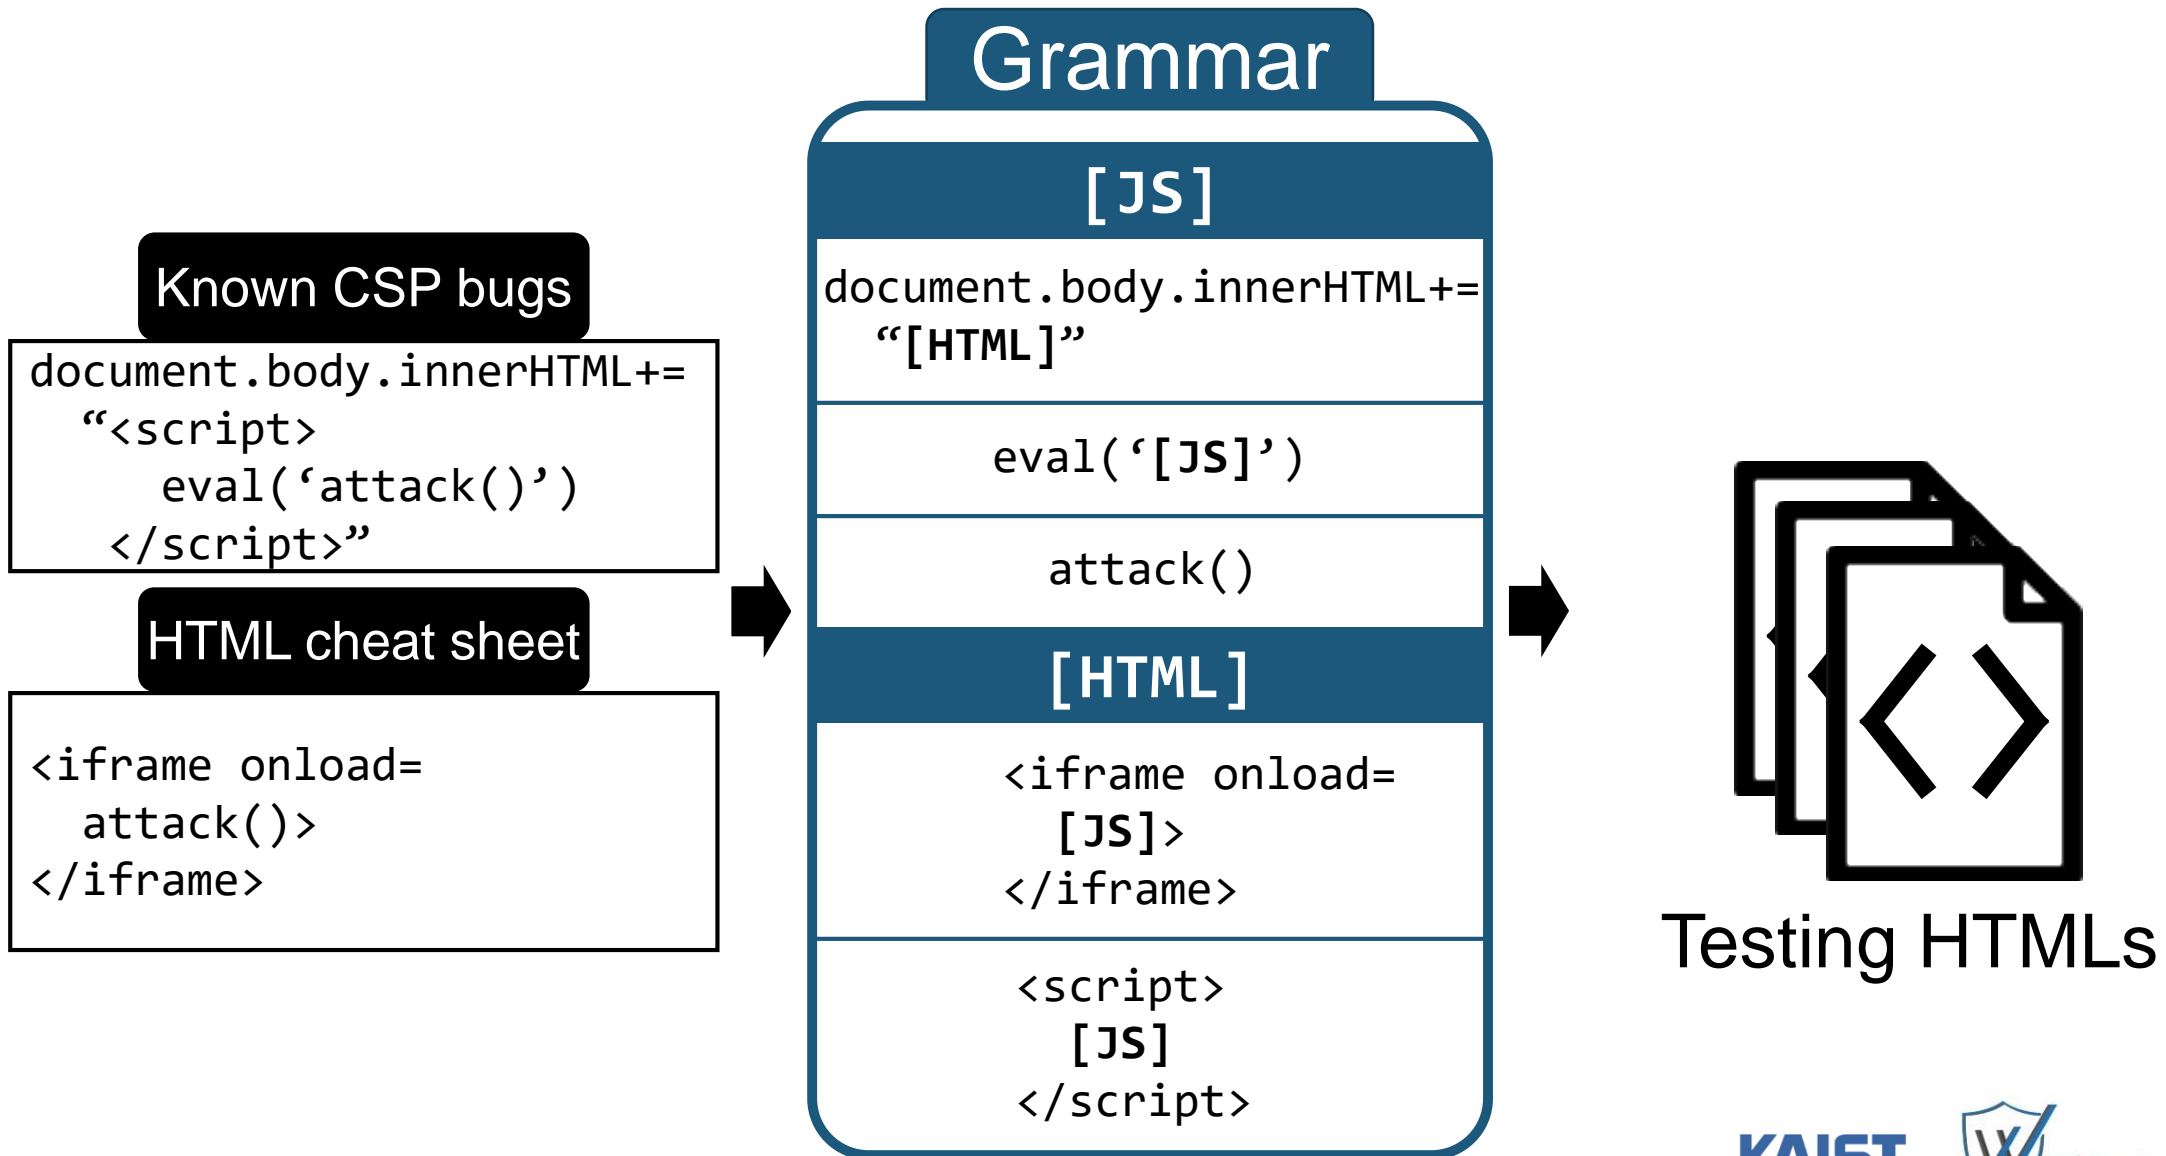 Known CSP bugs
document.body.innerHTML+=
“<script>
eval(‘attack()’)
</script>”
HTML cheat sheet
<iframe onload=
attack()>
</iframe>
Grammar
[JS]
document.body.innerHTML+=
“[HTML]”
eval(‘[JS]’)
attack()
[HTML]
<iframe onload=
[JS]>
</iframe>
<script>
[JS]
</script>
Testing HTMLs
KAIST